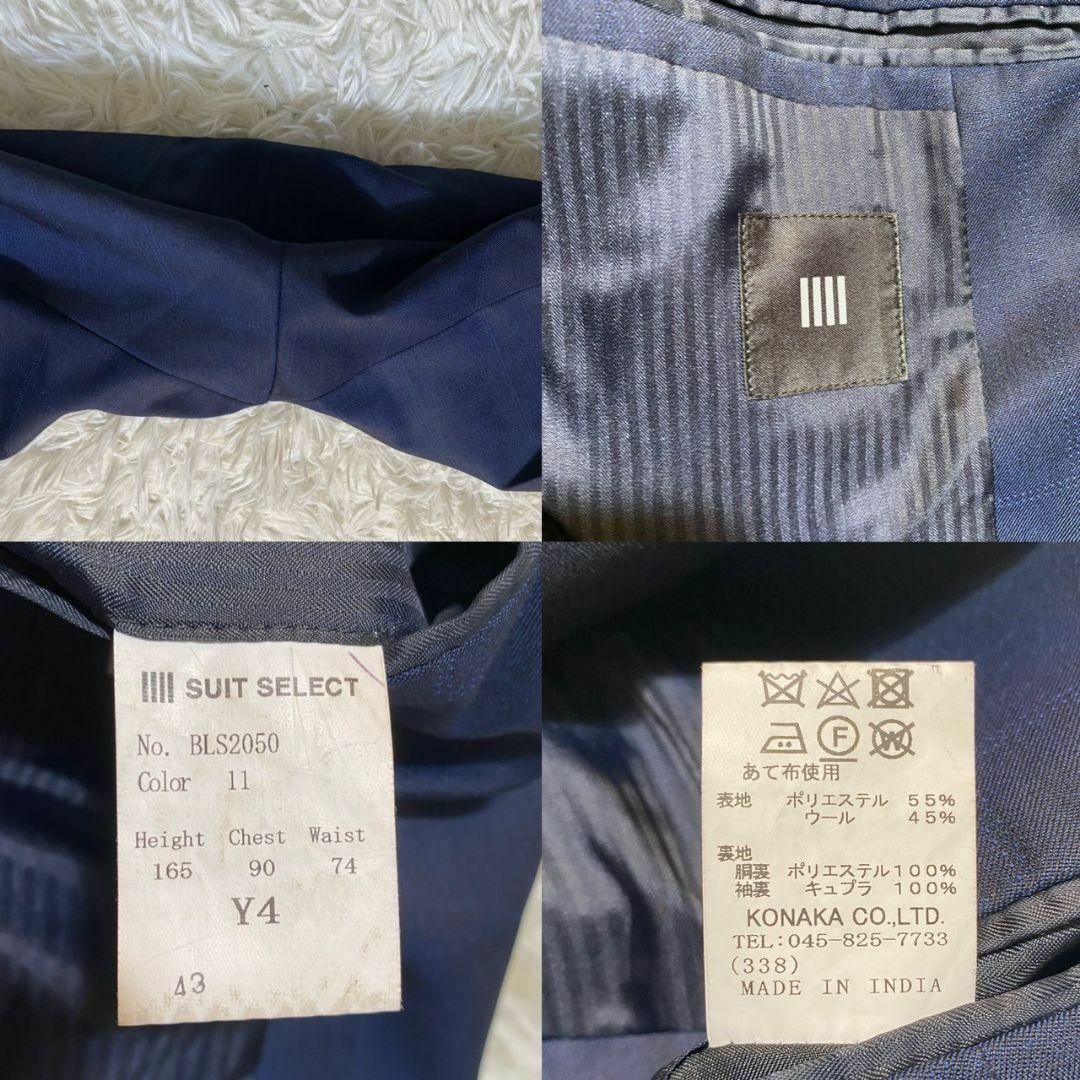 SUIT SELECT
No. BLS2050
Color 11
Height Chest Waist
165 90 74
Y4
43
F W
あて布使用
表地 ポリエステル 55%
ウール 45%
裏地
胴裏 ポリエステル100%
袖裏 キュプラ 100%
KONAKA CO.,LTD.
TEL:045-825-7733
(338)
MADE IN INDIA